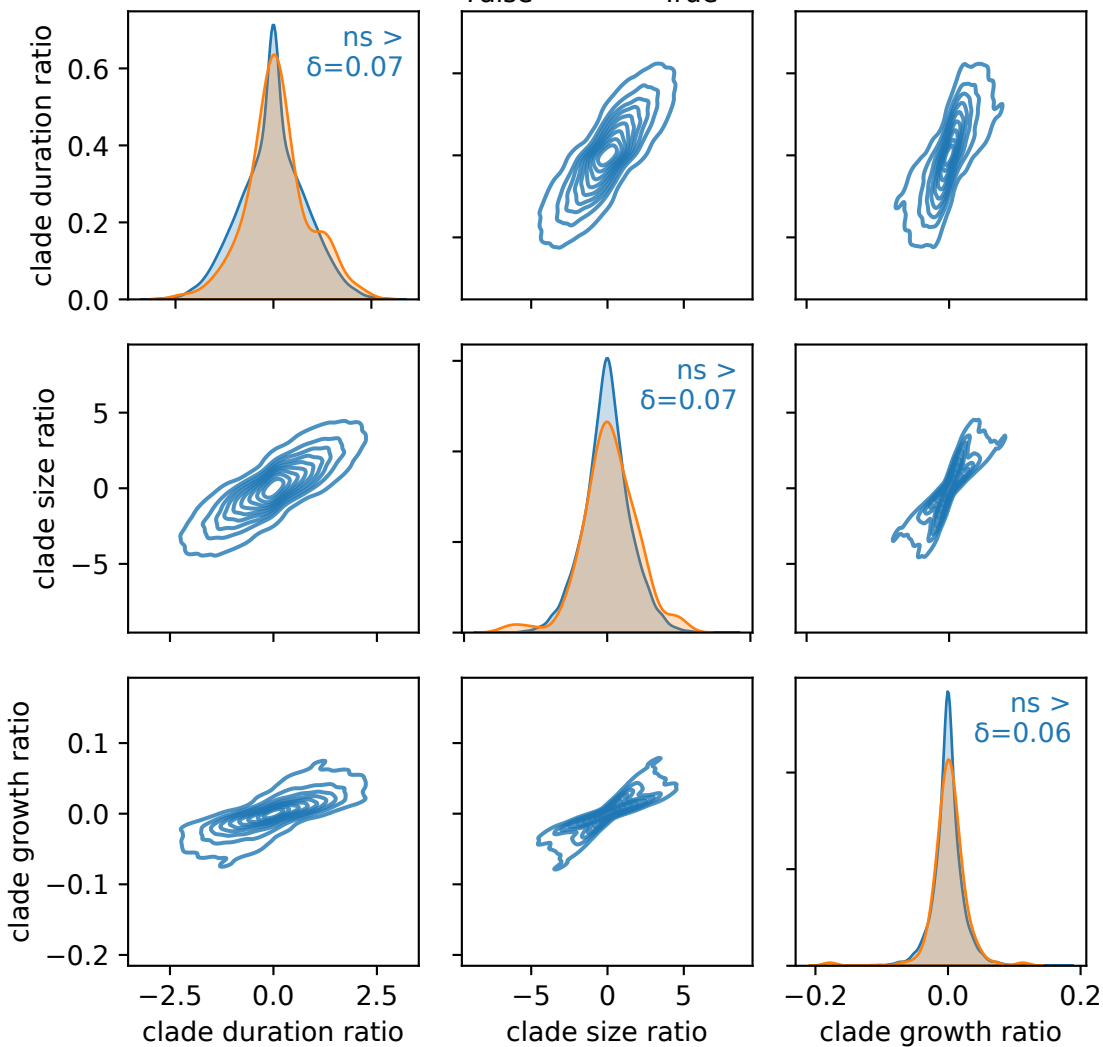 True
clade duration ratio
0.6
0.4
0.2
0.0
ns >
δ=0.07
clade size ratio
5
0
−5
ns >
δ=0.07
clade growth ratio
0.1
0.0
−0.1
−0.2
ns >
δ=0.06
−2.5 0.0 2.5
−5 0 5
−0.2 0.0 0.2
clade duration ratio
clade size ratio
clade growth ratio